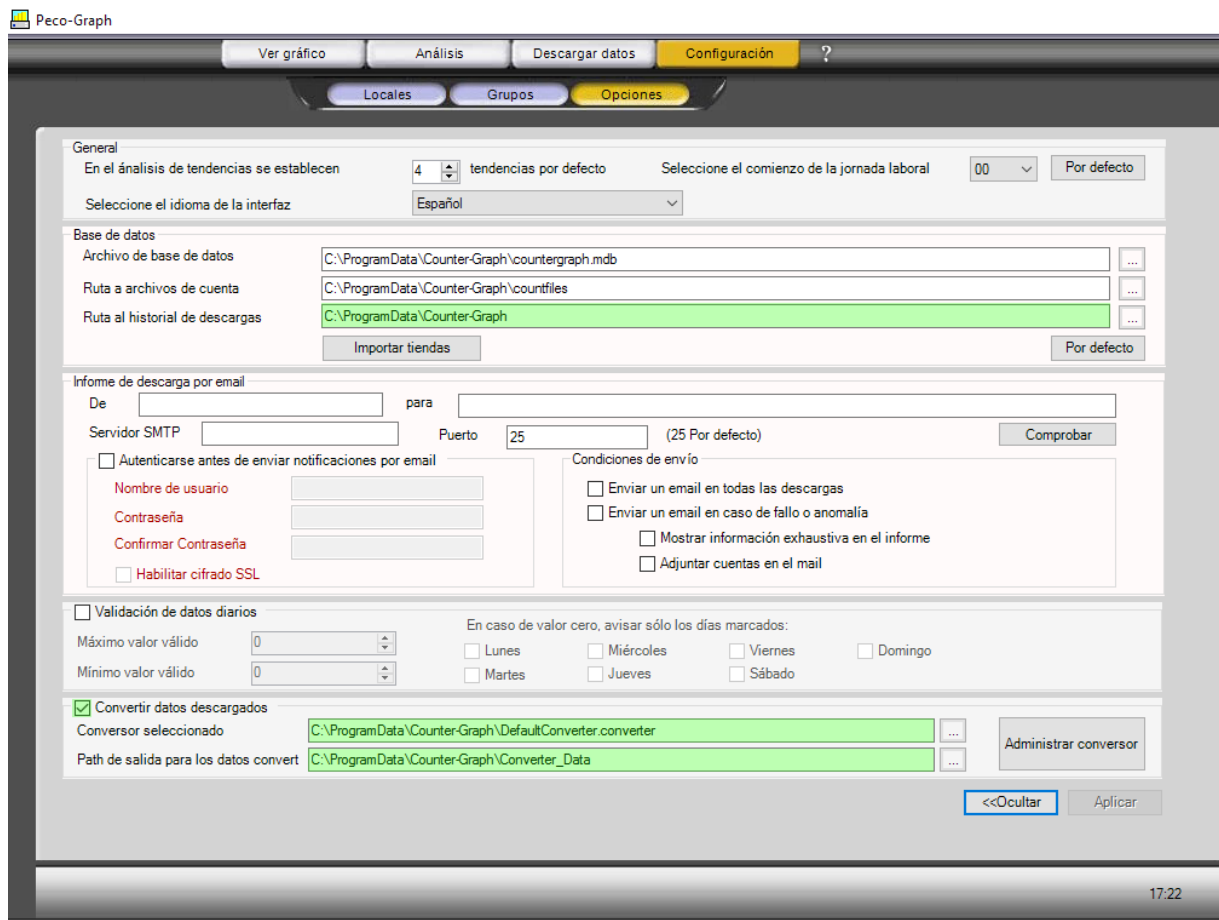 Peco-Graph
Ver gráfico Análisis Descargar datos Configuración ?
Locales Grupos Opciones
General
En el ánalisis de tendencias se establecen 4 tendencias por defecto Seleccione el comienzo de la jornada laboral 00 Por defecto
Seleccione el idioma de la interfaz Español
Base de datos
Archivo de base de datos C:\ProgramData\Counter-Graph\countergraph.mdb ...
Ruta a archivos de cuenta C:\ProgramData\Counter-Graph\countfiles ...
Ruta al historial de descargas C:\ProgramData\Counter-Graph ...
Importar tiendas Por defecto
Informe de descarga por email
De para
Servidor SMTP Puerto 25 (25 Por defecto) Comprobar
Autenticarse antes de enviar notificaciones por email Condiciones de envío
Nombre de usuario Enviar un email en todas las descargas
Contraseña Enviar un email en caso de fallo o anomalía
Confirmar Contraseña Mostrar información exhaustiva en el informe
Habilitar cifrado SSL Adjuntar cuentas en el mail
Validación de datos diarios
En caso de valor cero, avisar sólo los días marcados:
Máximo valor válido 0 Lunes Miércoles Viernes Domingo
Mínimo valor válido 0 Martes Jueves Sábado
Convertir datos descargados
Conversor seleccionado C:\ProgramData\Counter-Graph\DefaultConverter.converter ...
Administrar conversor
Path de salida para los datos convert C:\ProgramData\Counter-Graph\Converter_Data ...
<<Ocultar Aplicar
17:22